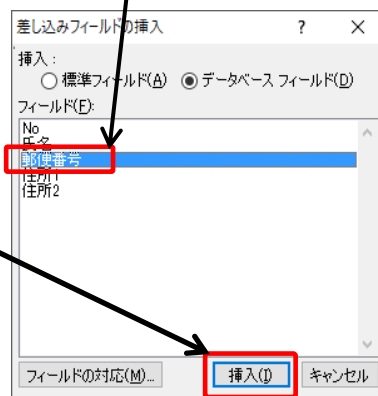 差し込みフィールドの挿入 ? ×
挿入 :
標準フィールド(A) データベース フィールド(D)
フィールド(F):
No
氏名
郵便番号
住所1
住所2
フィールドの対応(M)... 挿入(I) キャンセル